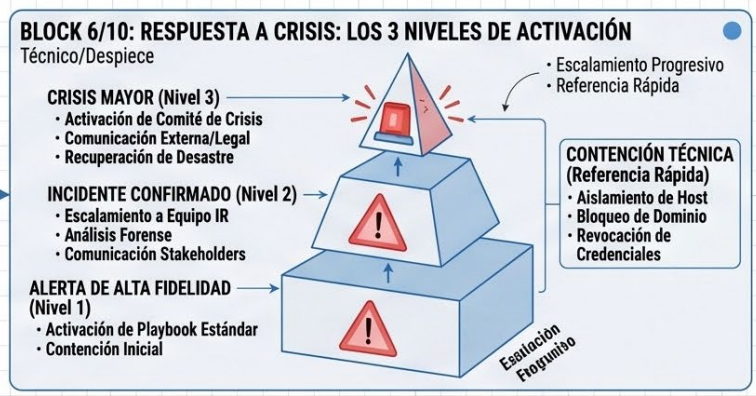 BLOCK 6/10: RESPUESTA A CRISIS: LOS 3 NIVELES DE ACTIVACIÓN
Técnico/Despiece
• Escalamiento Progresivo
• Referencia Rápida
CRISIS MAYOR (Nivel 3)
• Activación de Comité de Crisis
• Comunicación Externa/Legal
• Recuperación de Desastre
INCIDENTE CONFIRMADO (Nivel 2)
• Escalamiento a Equipo IR
• Análisis Forense
• Comunicación Stakeholders
ALERTA DE ALTA FIDELIDAD
(Nivel 1)
• Activación de Playbook Estándar
• Contención Inicial
CONTENCIÓN TÉCNICA
(Referencia Rápida)
• Aislamiento de Host
• Bloqueo de Dominio
• Revocación de
Credenciales